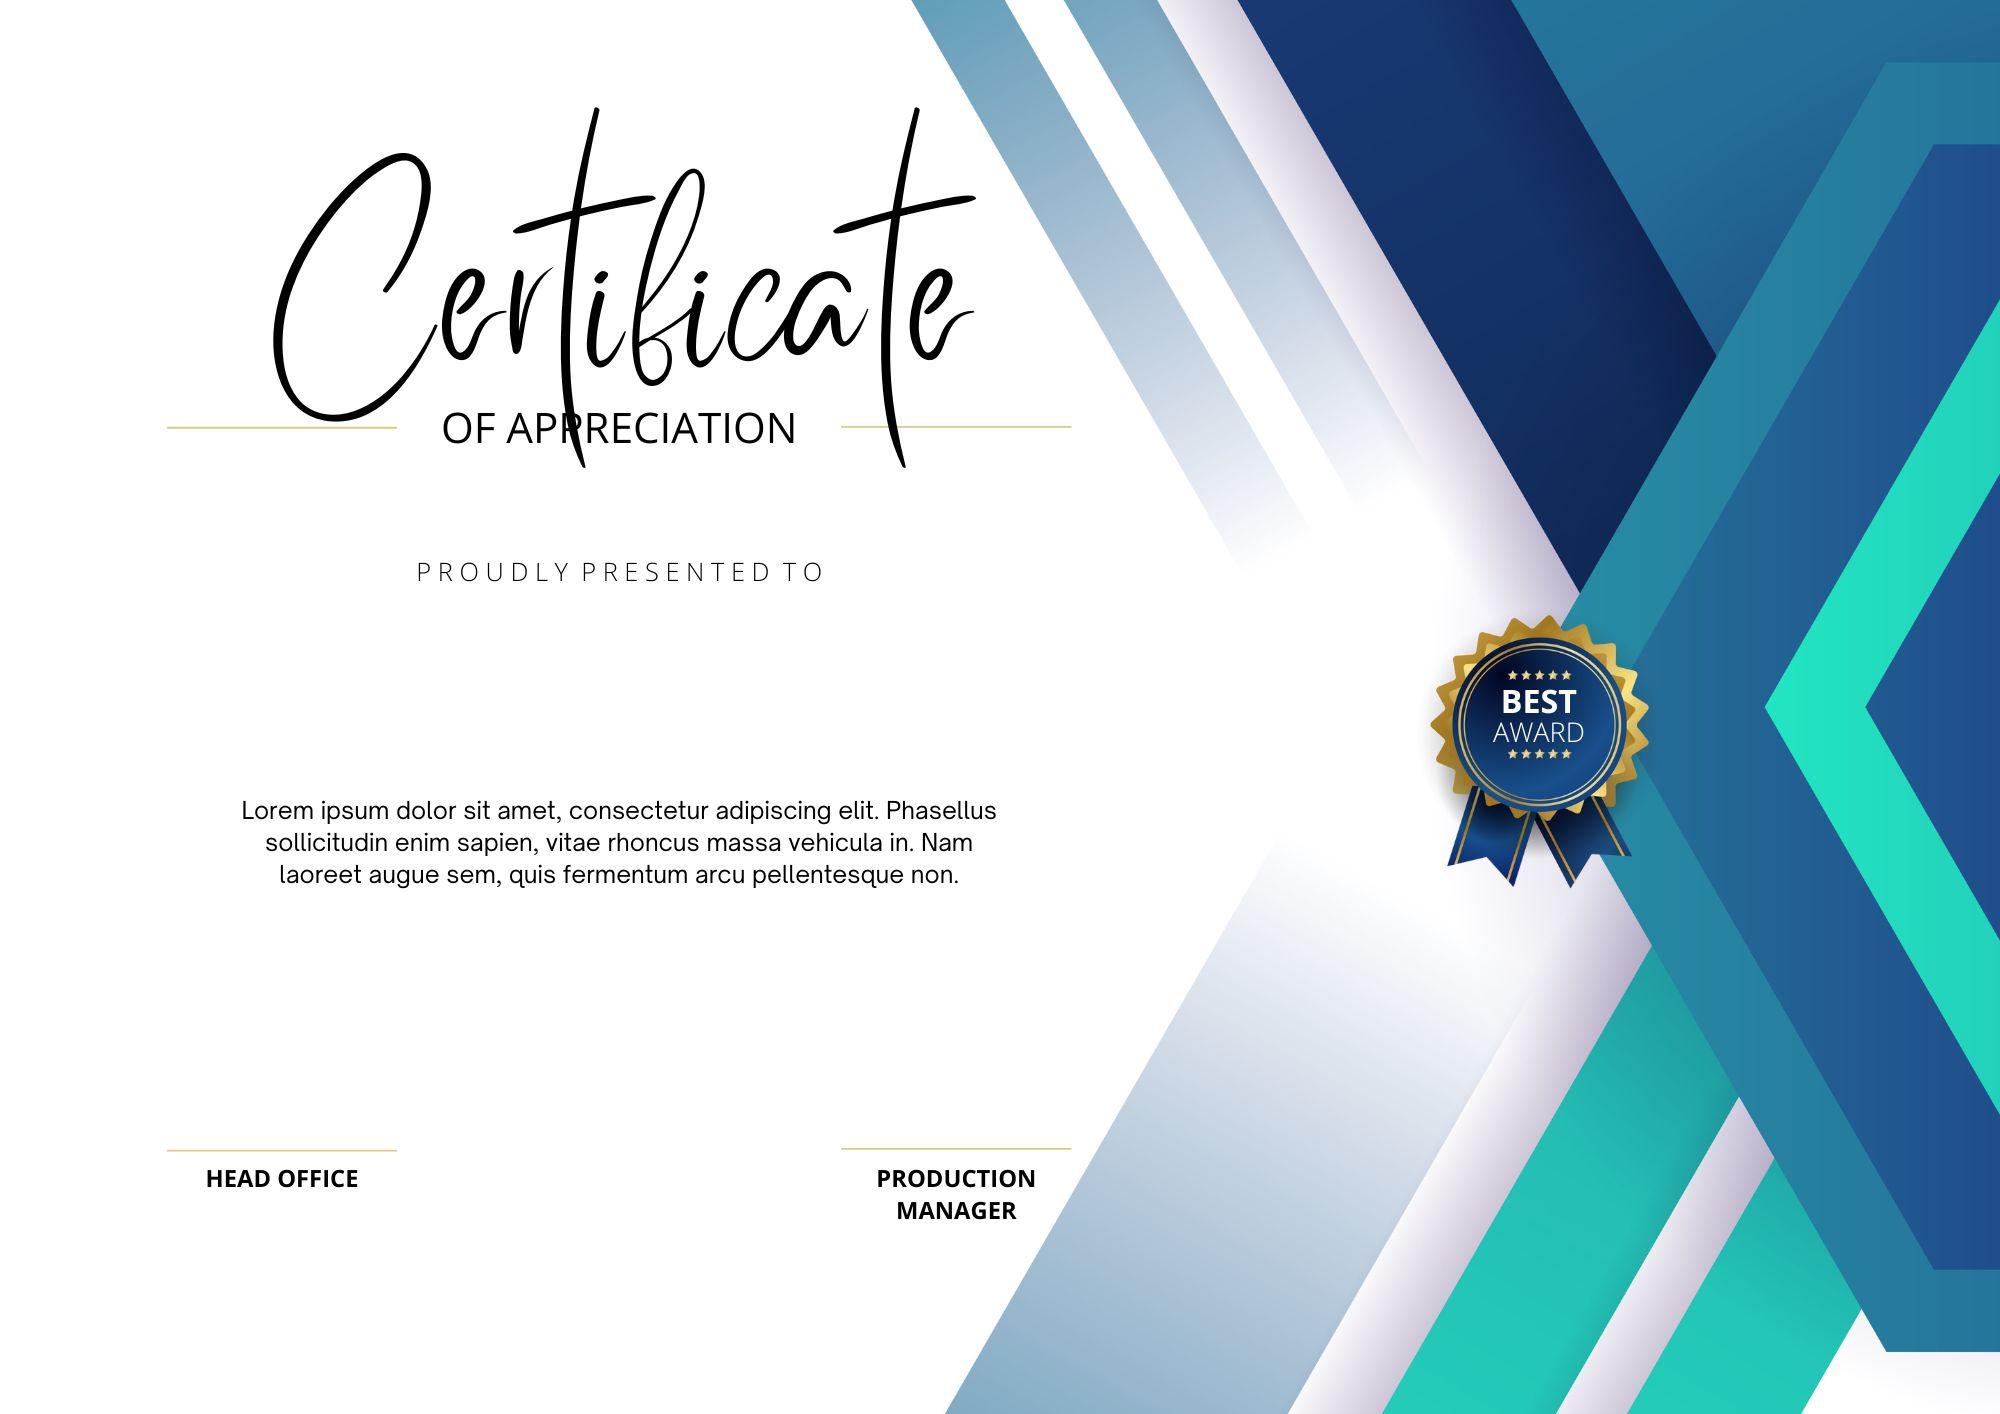 Certificate
OF APPRECIATION
PROUDLY PRESENTED TO
BEST
AWARD
Lorem ipsum dolor sit amet, consectetur adipiscing elit. Phasellus
sollicitudin enim sapien, vitae rhoncus massa vehicula in. Nam
laoreet augue sem, quis fermentum arcu pellentesque non.
HEAD OFFICE
PRODUCTION
MANAGER